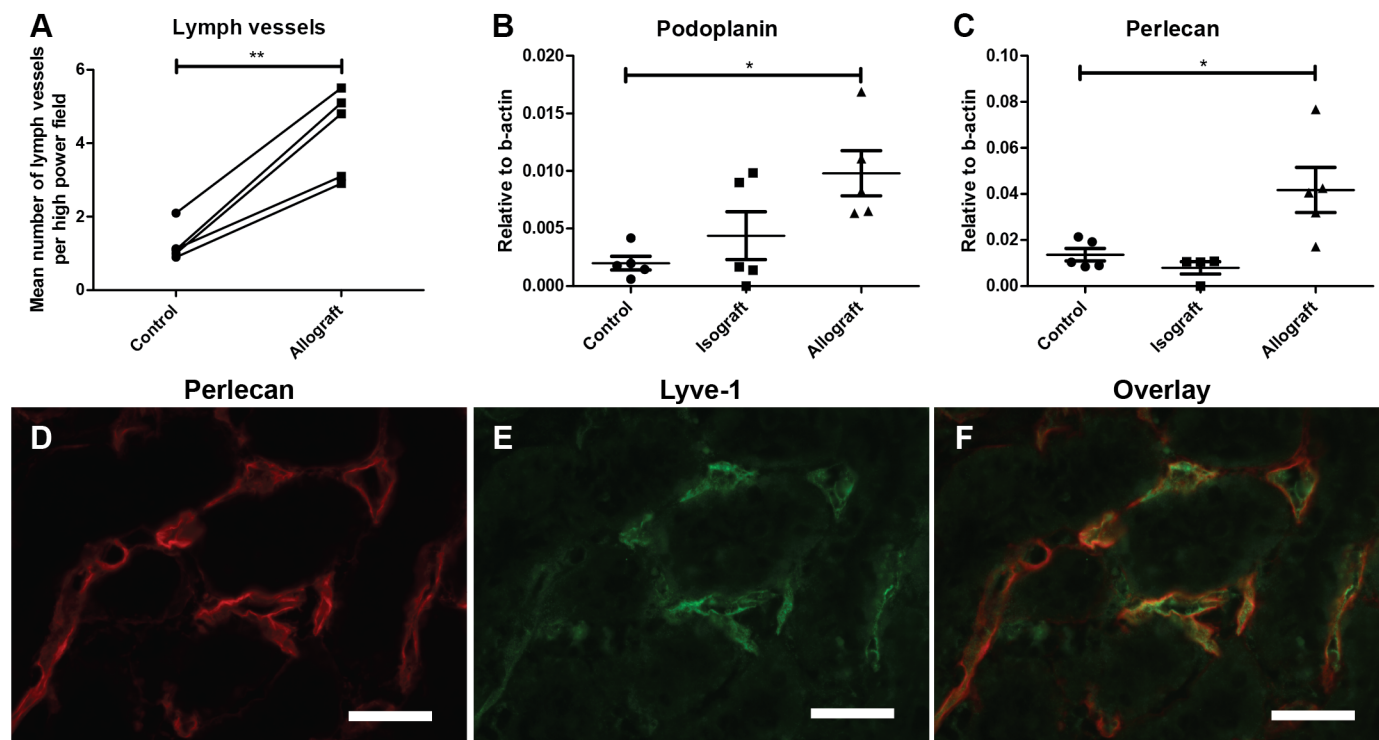 A
Lymph vessels
Mean number of lymph vessels
per high power field
6
4
2
0
**
Control
Allograft
B
Podoplanin
Relative to b-actin
0.020
0.015
0.010
0.005
0.000
*
Control
Isograft
Allograft
C
Perlecan
Relative to b-actin
0.10
0.08
0.06
0.04
0.02
0.00
*
Control
Isograft
Allograft
Perlecan
D
Lyve-1
E
Overlay
F